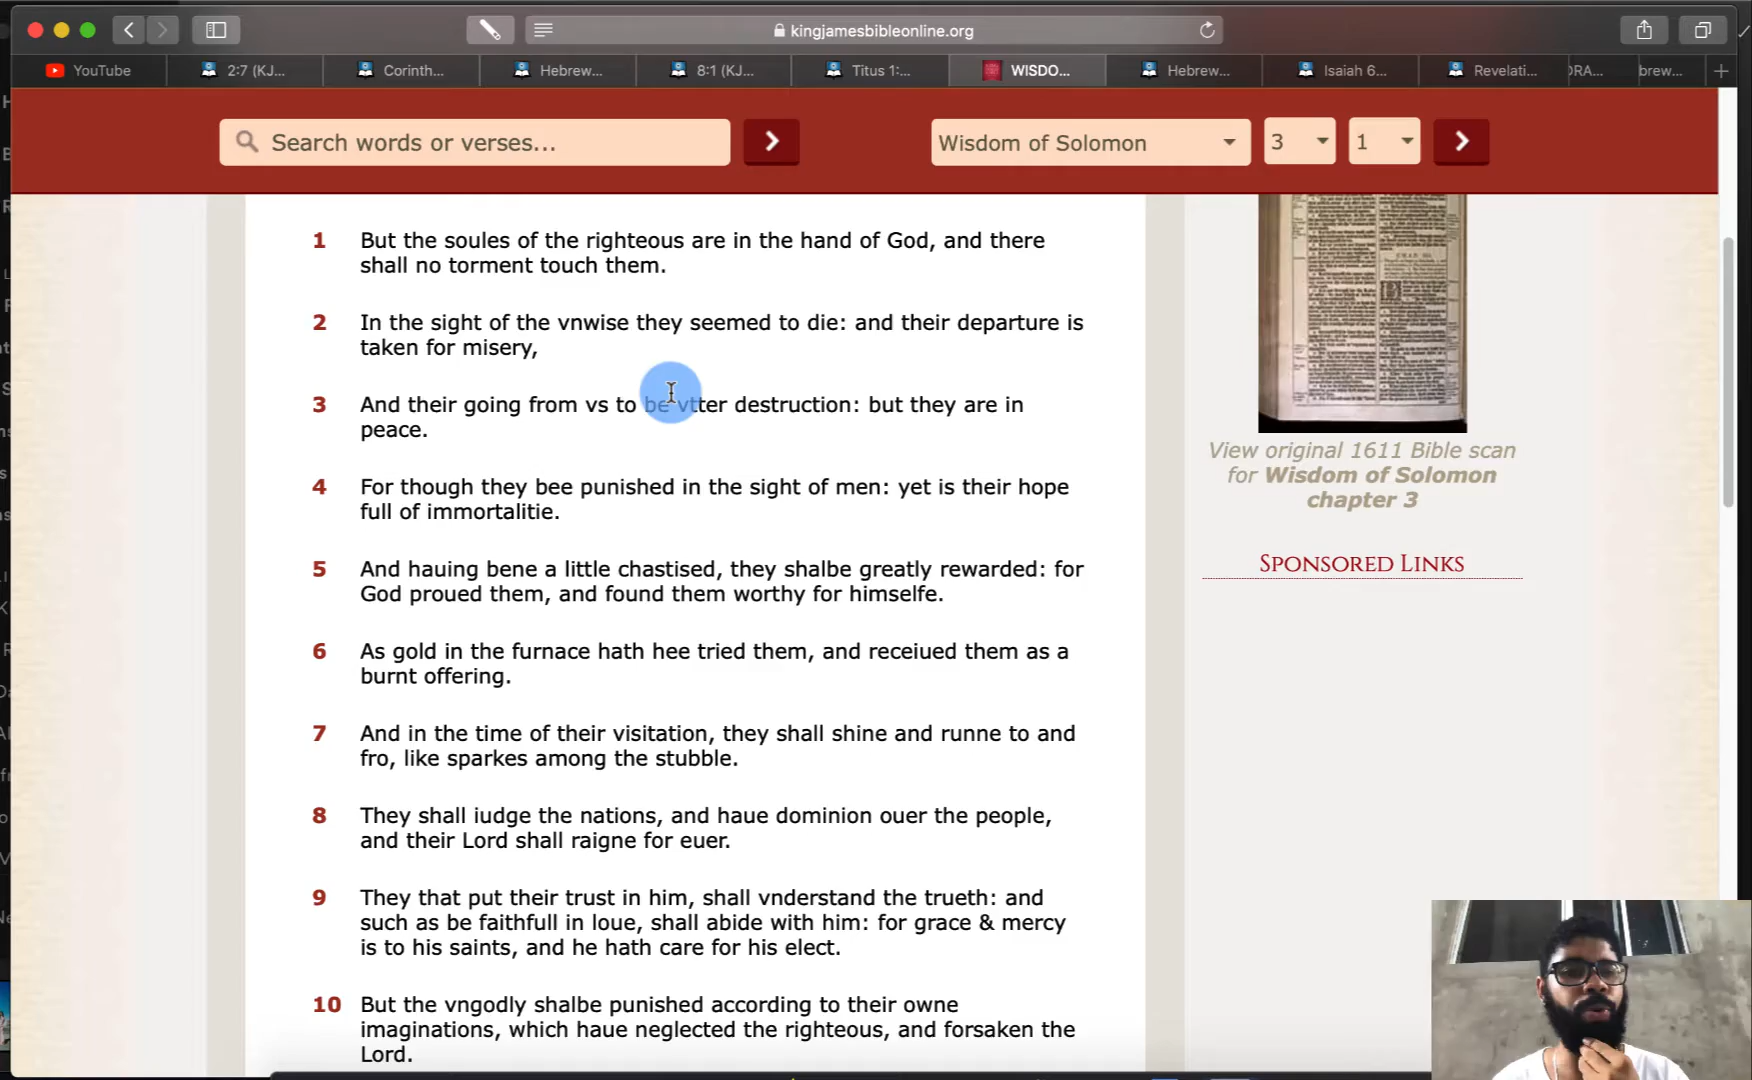 kingjamesbibleonline.org
YouTube
2:7 (KJ...
Corinth...
Hebrew...
8:1 (KJ...
Titus 1:...
WISDO...
Hebrew...
Isaiah 6...
Revelati...
RA...
brew...
Search words or verses...
Wisdom of Solomon
3
1
1 But the soules of the righteous are in the hand of God, and there
shall no torment touch them.
2 In the sight of the vnwise they seemed to die: and their departure is
taken for misery,
3 And their going from vs to be vtter destruction: but they are in
peace.
4 For though they bee punished in the sight of men: yet is their hope
full of immortalitie.
5 And hauing bene a little chastised, they shalbe greatly rewarded: for
God proued them, and found them worthy for himselfe.
6 As gold in the furnace hath hee tried them, and receiued them as a
burnt offering.
7 And in the time of their visitation, they shall shine and runne to and
fro, like sparkes among the stubble.
8 They shall iudge the nations, and haue dominion ouer the people,
and their Lord shall raigne for euer.
9 They that put their trust in him, shall vnderstand the trueth: and
such as be faithfull in loue, shall abide with him: for grace & mercy
is to his saints, and he hath care for his elect.
10 But the vngodly shalbe punished according to their owne
imaginations, which haue neglected the righteous, and forsaken the
Lord.
View original 1611 Bible scan
for Wisdom of Solomon
chapter 3
SPONSORED LINKS